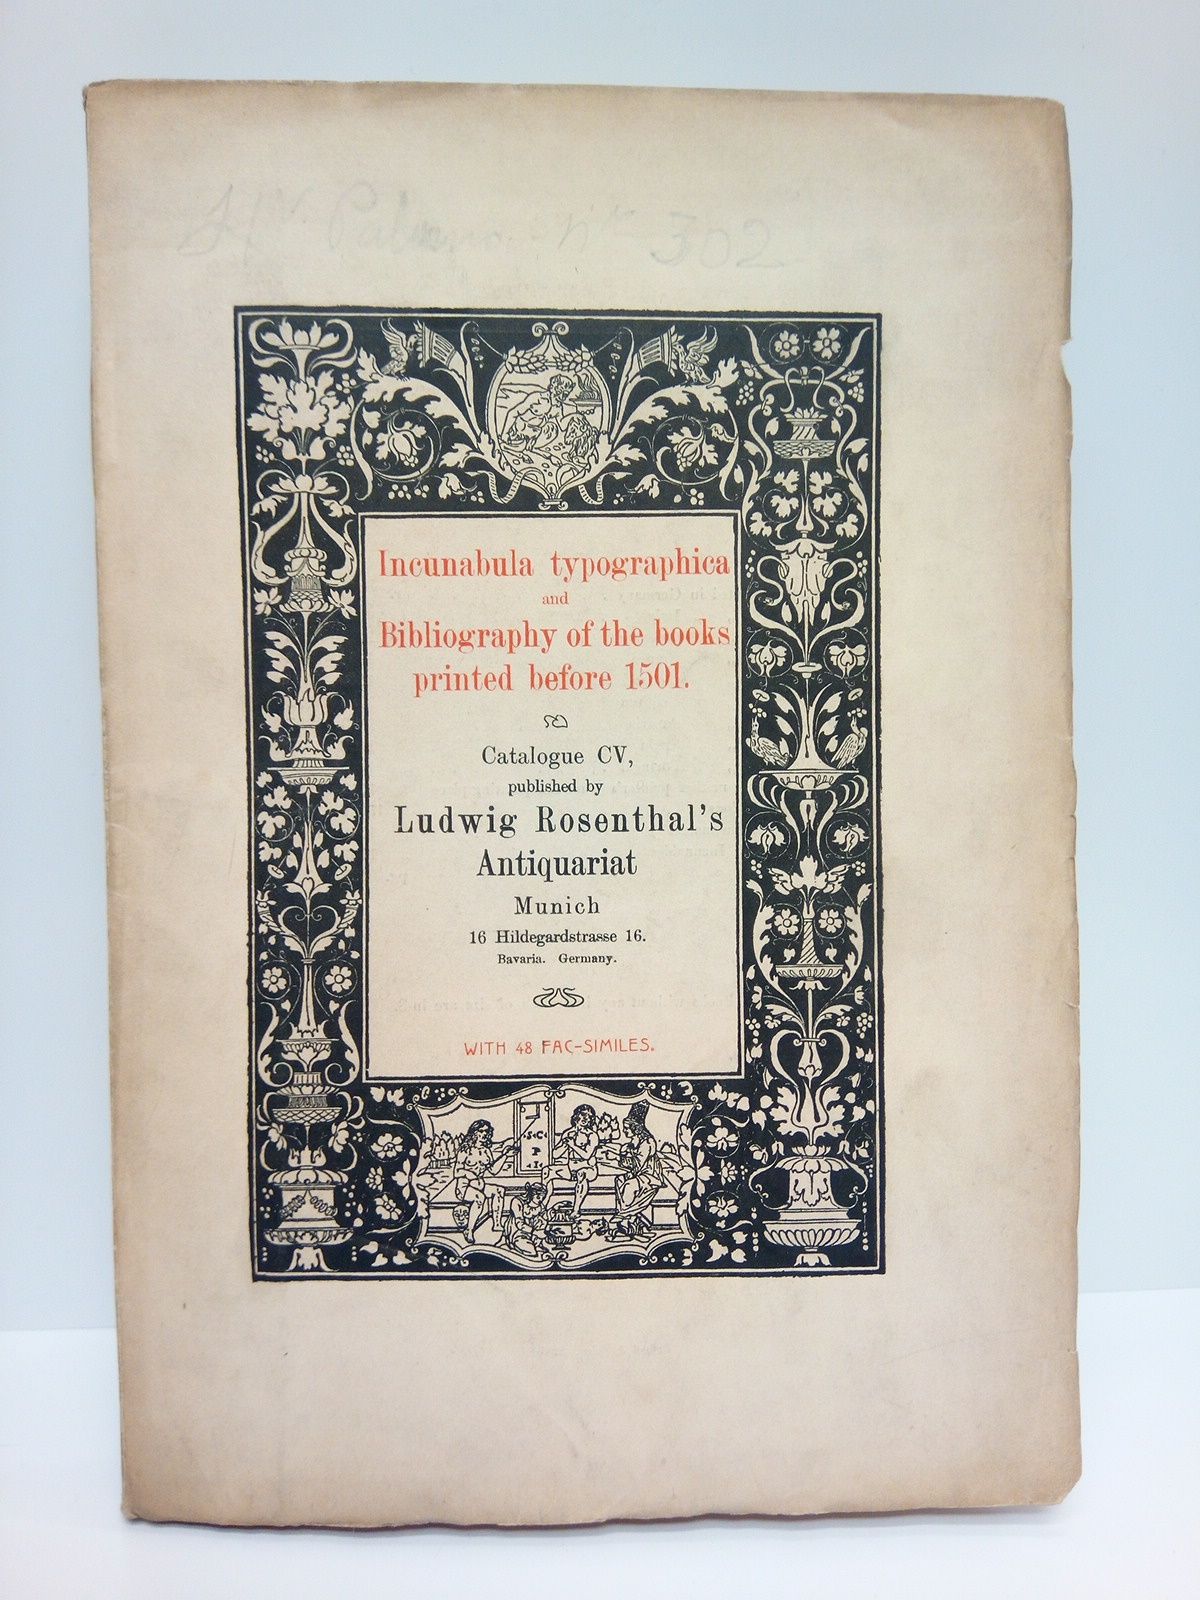 302
Incunabula typographica
and
Bibliography of the books
printed before 1501.
Catalogue CV,
published by
Ludwig Rosenthal's
Antiquariat
Munich
16 Hildegardstrasse 16.
Bavaria. Germany.
WITH 48 FAC-SIMILES.
·S·C·
P
·I·